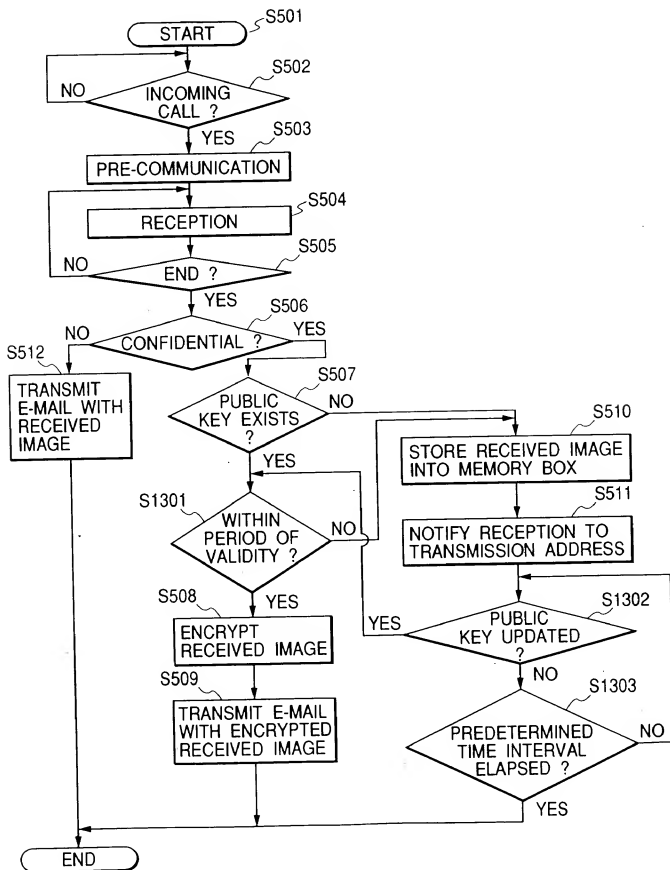 S501
START
S502
INCOMING
CALL ?
NO
YES
S503
PRE-COMMUNICATION
S504
RECEPTION
S505
END ?
NO
YES
S506
CONFIDENTIAL ?
NO
YES
S512
TRANSMIT
E-MAIL WITH
RECEIVED
IMAGE
S507
PUBLIC
KEY EXISTS
?
NO
YES
S510
STORE RECEIVED IMAGE
INTO MEMORY BOX
S1301
WITHIN
PERIOD OF
VALIDITY ?
NO
YES
S511
NOTIFY RECEPTION TO
TRANSMISSION ADDRESS
S508
ENCRYPT
RECEIVED IMAGE
S1302
PUBLIC
KEY UPDATED
?
YES
NO
S509
TRANSMIT E-MAIL
WITH ENCRYPTED
RECEIVED IMAGE
S1303
PREDETERMINED
TIME INTERVAL
ELAPSED ?
NO
YES
END